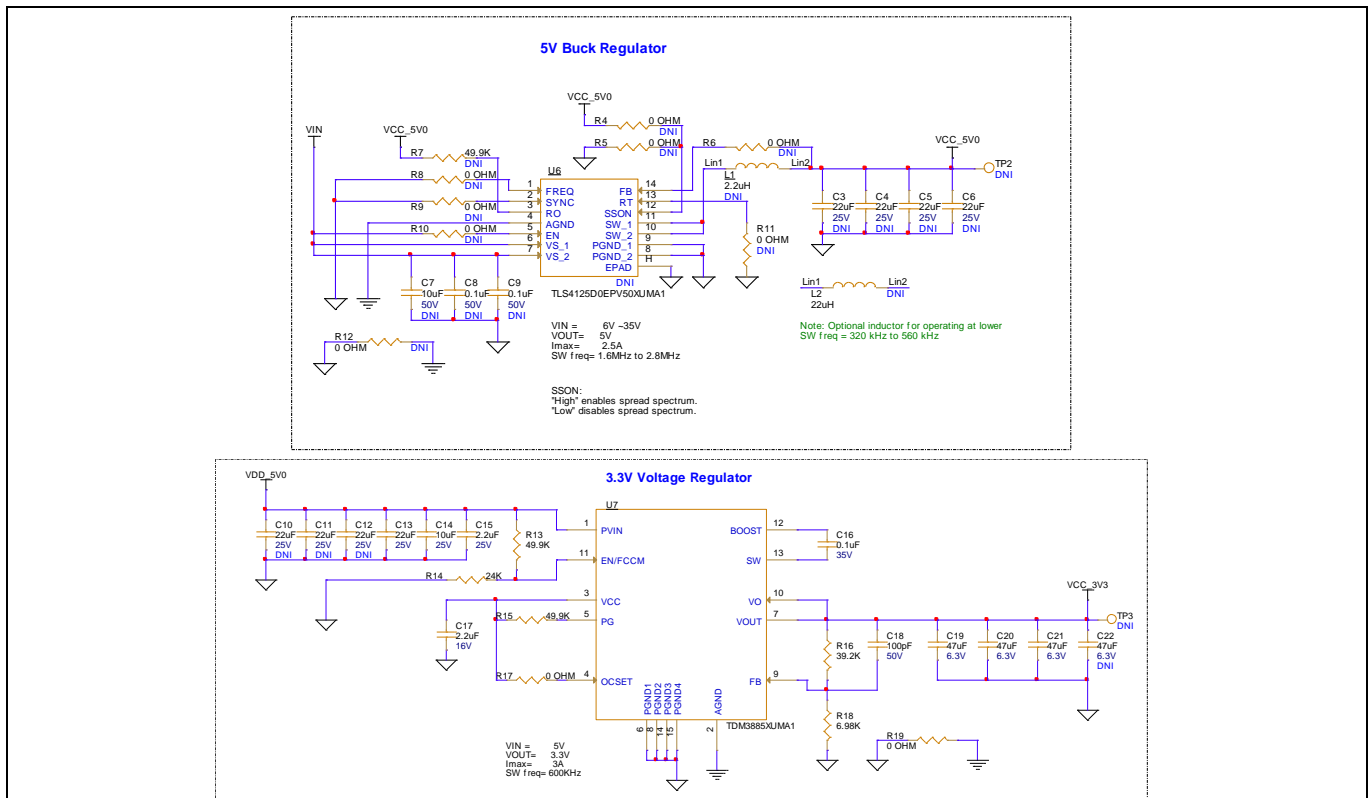 5V Buck Regulator
VCC_5V0
R4 0 OHM
DNI
R5 0 OHM
DNI
VIN
VCC_5V0
R7 49.9K
DNI
R8 0 OHM
DNI
R9 0 OHM
DNI
R10 0 OHM
DNI
U6
1 FREQ
2 SYNC
3 RO
4 AGND
5 EN
6 VS_1
7 VS_2
FB 14
RT 13
SSON 12
SW_1 11
SW_2 10
PGND_1 9
PGND_2 8
EPAD H
DNI
TLS4125D0EPV50XUMA1
R6 0 OHM
DNI
Lin1 Lin2
L1
2.2uH
DNI
R11
0 OHM
DNI
VCC_5V0
TP2
DNI
C3
22uF
25V
DNI
C4
22uF
25V
DNI
C5
22uF
25V
DNI
C6
22uF
25V
DNI
C7
10uF
50V
DNI
C8
0.1uF
50V
DNI
C9
0.1uF
50V
DNI
Lin1 Lin2
L2 DNI
22uH
R12
0 OHM DNI
VIN = 6V ~35V
VOUT= 5V
Imax= 2.5A
SW freq= 1.6MHz to 2.8MHz
Note: Optional inductor for operating at lower
SW freq = 320 kHz to 560 kHz
SSON:
"High" enables spread spectrum.
"Low" disables spread spectrum.
3.3V Voltage Regulator
VDD_5V0
C10
22uF
25V
DNI
C11
22uF
25V
DNI
C12
22uF
25V
DNI
C13
22uF
25V
C14
10uF
25V
C15
2.2uF
25V
R13
49.9K
R14 24K
C17
2.2uF
16V
R15 49.9K
R17 0 OHM
U7
1 PVIN
11 EN/FCCM
3 VCC
5 PG
4 OCSET
BOOST 12
SW 13
VO 10
VOUT 7
FB 9
PGND1 PGND2 PGND3 PGND4 AGND
6 8 14 15 2
TDM3885XUMA1
C16
0.1uF
35V
R16
39.2K
C18
100pF
50V
C19
47uF
6.3V
C20
47uF
6.3V
C21
47uF
6.3V
C22
47uF
6.3V
DNI
VCC_3V3
TP3
DNI
R18
6.98K
R19
0 OHM
VIN = 5V
VOUT= 3.3V
Imax= 3A
SW freq= 600KHz